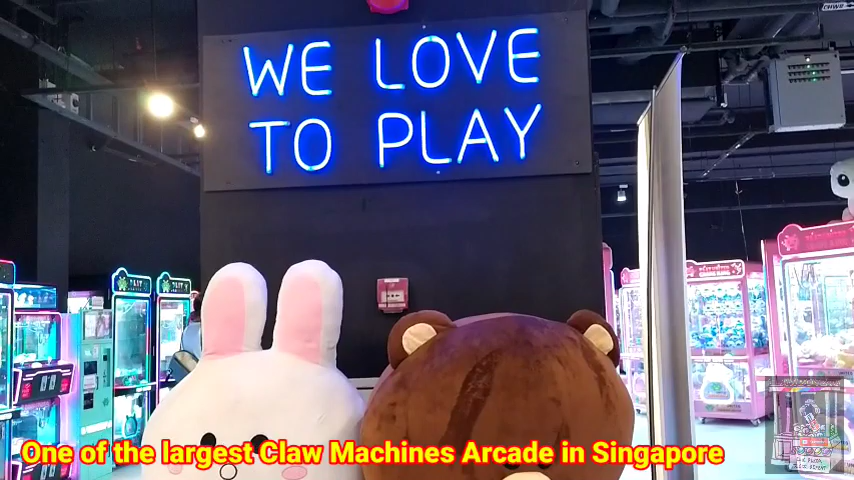 WE LOVE
TO PLAY
One of the largest Claw Machines Arcade in Singapore